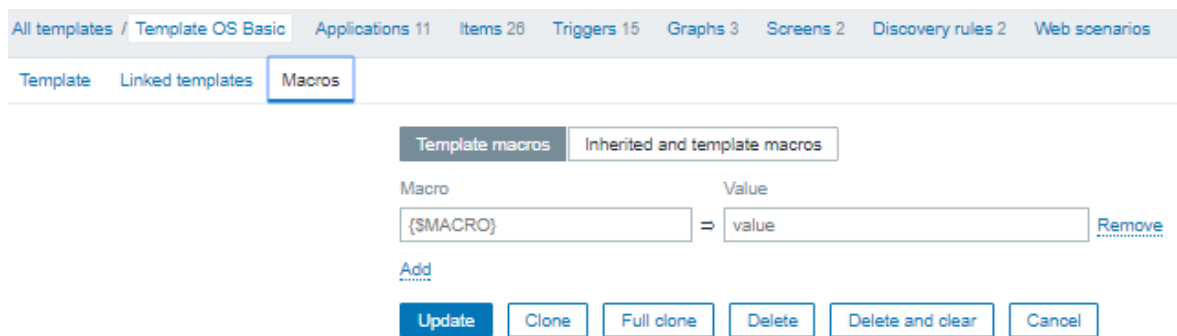 All templates / Template OS Basic Applications 11 Items 26 Triggers 15 Graphs 3 Screens 2 Discovery rules 2 Web scenarios
Template Linked templates Macros
Template macros Inherited and template macros
Macro Value
{$MACRO} ⇒ value Remove
Add
Update Clone Full clone Delete Delete and clear Cancel